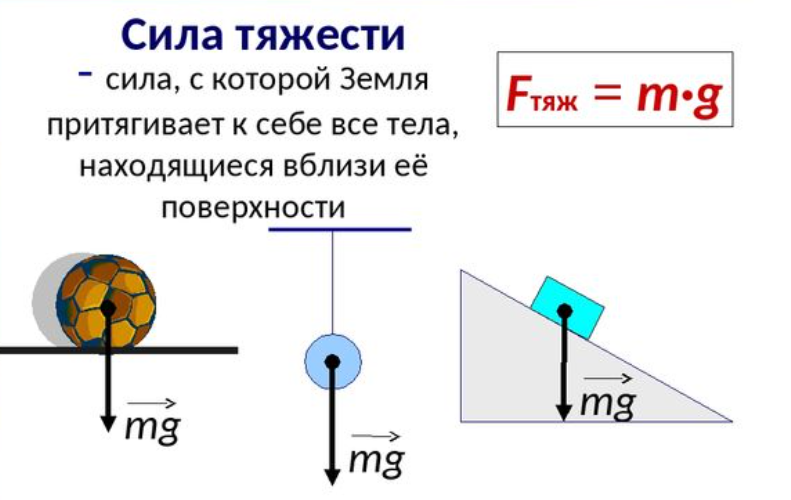 Сила тяжести
- сила, с которой Земля
притягивает к себе все тела,
находящиеся вблизи её
поверхности
Fтяж = m·g
mg
mg
mg